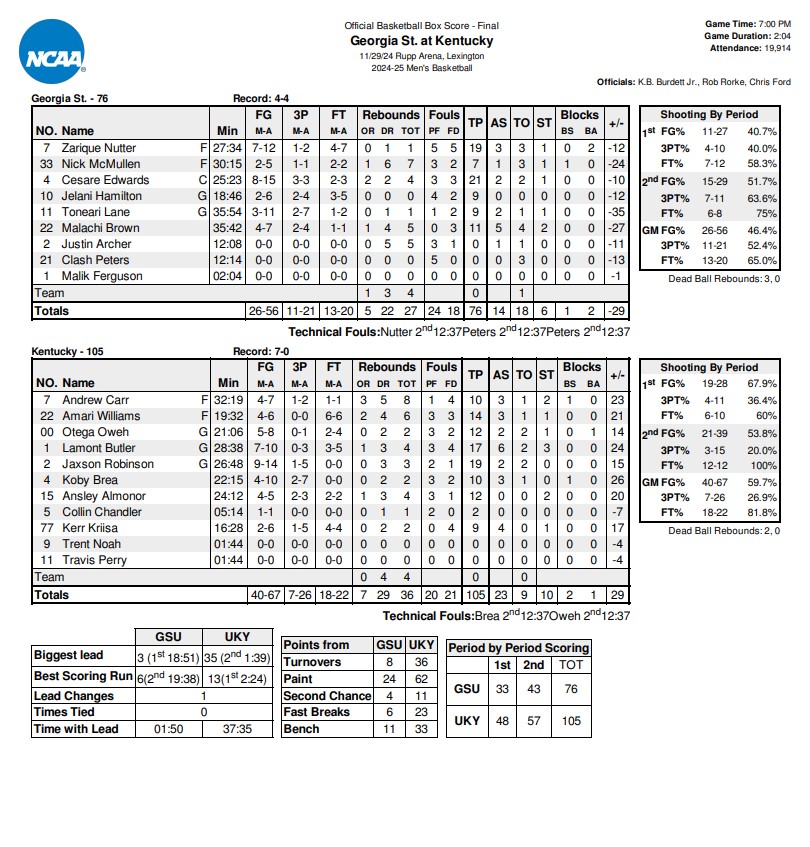 NCAA
Official Basketball Box Score - Final
Georgia St. at Kentucky
11/29/24 Rupp Arena, Lexington
2024-25 Men's Basketball
Game Time: 7:00 PM
Game Duration: 2:04
Attendance: 19,914
Officials: K.B. Burdett Jr., Rob Rorke, Chris Ford
Georgia St. - 76 Record: 4-4
FG 3P FT Rebounds Fouls TP AS TO ST Blocks +/-
NO. Name Min M-A M-A M-A OR DR TOT PF FD BS BA
7 Zarique Nutter F 27:34 7-12 1-2 4-7 0 1 1 5 5 19 3 3 1 0 0 -12
33 Nick McMullen F 30:15 2-5 1-1 2-2 1 6 7 3 3 7 1 3 1 1 2 -24
4 Cesare Edwards C 25:23 8-15 3-3 2-3 2 2 4 3 3 21 2 2 1 0 0 -10
10 Jelani Hamilton G 18:46 2-6 2-4 3-5 0 0 0 4 2 9 0 0 0 0 0 -12
11 Toneari Lane G 35:54 3-11 2-7 1-2 0 1 1 1 2 9 2 1 1 0 0 -35
22 Malachi Brown 35:42 4-7 2-4 1-1 1 4 5 0 3 11 5 4 2 0 0 -27
2 Justin Archer 12:08 0-0 0-0 0-0 0 5 5 3 1 0 1 1 0 0 0 -11
21 Clash Peters 12:14 0-0 0-0 0-0 0 0 0 5 0 0 0 3 0 0 0 -13
1 Malik Ferguson 02:04 0-0 0-0 0-0 0 0 0 0 0 0 0 0 0 0 0 -1
Team 1 3 4 0 1
Totals 26-56 11-21 13-20 5 22 27 24 18 76 14 18 6 1 2 -29
Technical Fouls:Nutter 2nd12:37Peters 2nd12:37Peters 2nd12:37
Shooting By Period
1st FG% 11-27 40.7%
3PT% 4-10 40.0%
FT% 7-12 58.3%
2nd FG% 15-29 51.7%
3PT% 7-11 63.6%
FT% 6-8 75%
GM FG% 26-56 46.4%
3PT% 11-21 52.4%
FT% 13-20 65.0%
Dead Ball Rebounds: 3, 0
Kentucky - 105 Record: 7-0
FG 3P FT Rebounds Fouls TP AS TO ST Blocks +/-
NO. Name Min M-A M-A M-A OR DR TOT PF FD BS BA
7 Andrew Carr F 32:19 4-7 1-2 1-1 3 5 8 1 1 10 3 1 2 1 0 23
22 Amari Williams F 19:32 4-6 0-0 6-6 2 4 6 3 3 14 3 1 1 0 0 21
00 Otega Oweh G 21:06 5-8 0-1 2-4 0 2 2 3 2 12 2 2 1 0 1 14
1 Lamont Butler G 28:38 7-10 0-3 3-5 1 3 4 3 4 17 6 2 3 0 0 24
2 Jaxson Robinson G 26:48 9-14 1-5 0-0 0 3 3 2 1 19 2 2 0 0 0 15
4 Koby Brea 22:15 4-10 2-7 0-0 0 2 2 3 2 10 3 1 0 1 0 26
15 Ansley Almonor 24:12 4-5 2-3 2-2 1 3 4 3 1 12 0 0 2 0 0 20
5 Collin Chandler 05:14 1-1 0-0 0-0 0 1 1 2 0 2 0 0 0 0 0 -7
77 Kerr Kriisa 16:28 2-6 1-5 4-4 0 2 2 0 4 9 4 0 1 0 0 17
9 Trent Noah 01:44 0-0 0-0 0-0 0 0 0 0 0 0 0 0 0 0 0 -4
11 Travis Perry 01:44 0-0 0-0 0-0 0 0 0 0 0 0 0 0 0 0 0 -4
Team 0 4 4 0 0
Totals 40-67 7-26 18-22 7 29 36 20 21 105 23 9 10 2 1 29
Technical Fouls:Brea 2nd12:37Oweh 2nd12:37
Shooting By Period
1st FG% 19-28 67.9%
3PT% 4-11 36.4%
FT% 6-10 60%
2nd FG% 21-39 53.8%
3PT% 3-15 20.0%
FT% 12-12 100%
GM FG% 40-67 59.7%
3PT% 7-26 26.9%
FT% 18-22 81.8%
Dead Ball Rebounds: 2, 0
GSU UKY
Biggest lead 3 (1st 18:51) 35 (2nd 1:39)
Best Scoring Run 6(2nd 19:38) 13(1st 2:24)
Lead Changes 1
Times Tied 0
Time with Lead 01:50 37:35
Points from GSU UKY
Turnovers 8 36
Paint 24 62
Second Chance 4 11
Fast Breaks 6 23
Bench 11 33
Period by Period Scoring
1st 2nd TOT
GSU 33 43 76
UKY 48 57 105